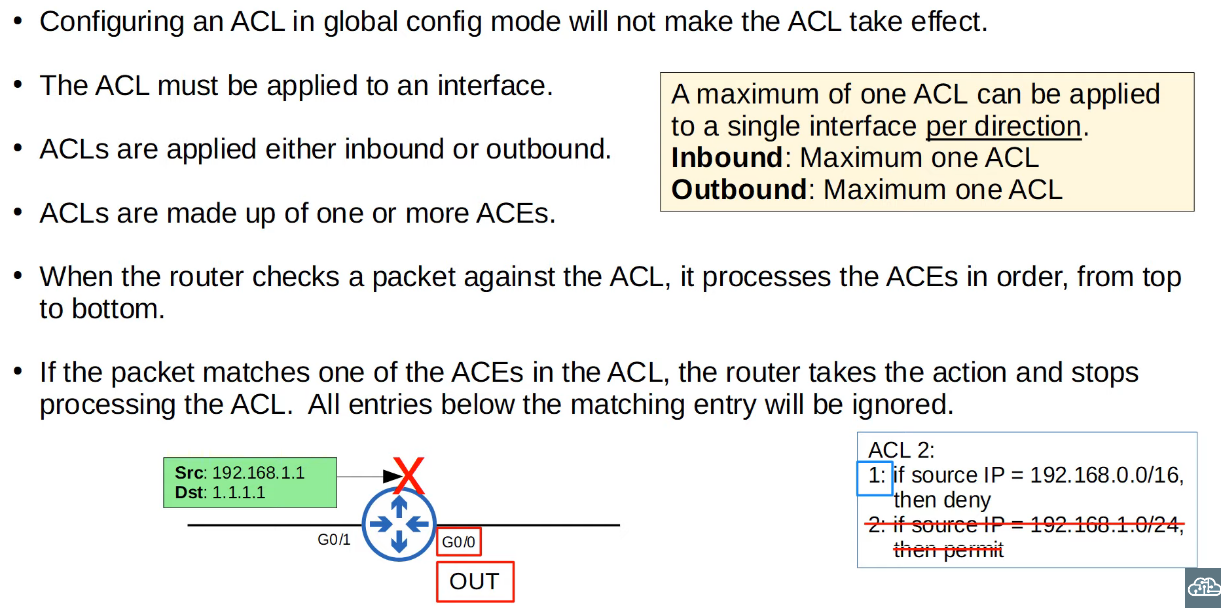 • Configuring an ACL in global config mode will not make the ACL take effect.
• The ACL must be applied to an interface.
• ACLs are applied either inbound or outbound.
• ACLs are made up of one or more ACEs.
A maximum of one ACL can be applied
to a single interface per direction.
Inbound: Maximum one ACL
Outbound: Maximum one ACL
• When the router checks a packet against the ACL, it processes the ACEs in order, from top
to bottom.
• If the packet matches one of the ACEs in the ACL, the router takes the action and stops
processing the ACL.  All entries below the matching entry will be ignored.
Src: 192.168.1.1
Dst: 1.1.1.1
X
G0/1
G0/0
OUT
ACL 2:
1: if source IP = 192.168.0.0/16,
then deny
2: if source IP = 192.168.1.0/24,
then permit